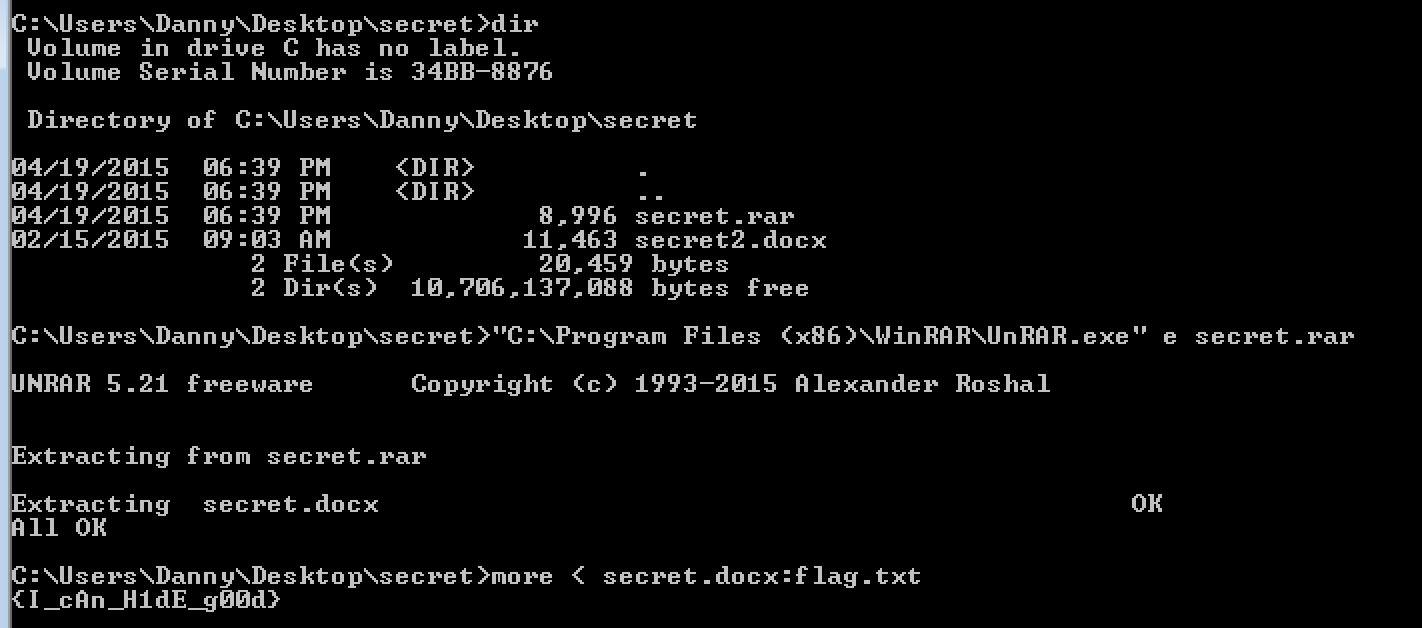 C:\Users\Danny\Desktop\secret>dir
 Volume in drive C has no label.
 Volume Serial Number is 34BB-8876
 Directory of C:\Users\Danny\Desktop\secret
04/19/2015  06:39 PM    <DIR>          .
04/19/2015  06:39 PM    <DIR>          ..
04/19/2015  06:39 PM             8,996 secret.rar
02/15/2015  09:03 AM            11,463 secret2.docx
               2 File(s)         20,459 bytes
               2 Dir(s)  10,706,137,088 bytes free
C:\Users\Danny\Desktop\secret>"C:\Program Files (x86)\WinRAR\UnRAR.exe" e secret.rar
UNRAR 5.21 freeware      Copyright (c) 1993-2015 Alexander Roshal
Extracting from secret.rar
Extracting  secret.docx                                               OK
All OK
C:\Users\Danny\Desktop\secret>more < secret.docx:flag.txt
{I_cAn_H1dE_g00d}